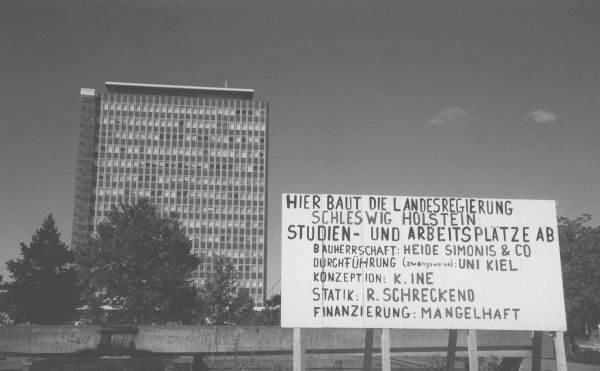 HIER BAUT DIE LANDESREGIERUNG
SCHLESWIG HOLSTEIN
STUDIEN- UND ARBEITSPLÄTZE AB
BAUHERRSCHAFT: HEIDE SIMONIS & CO
DURCHFÜHRUNG (zwangsweise): UNI KIEL
KONZEPTION: K. INE
STATIK: R. SCHRECKEND
FINANZIERUNG: MANGELHAFT